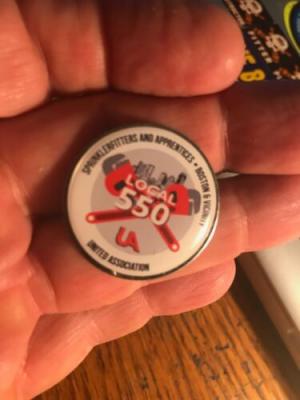 SPRINKLERFITTERS AND APPRENTICES • BOSTON & VICINITY
LOCAL
550
UA
UNITED ASSOCIATION